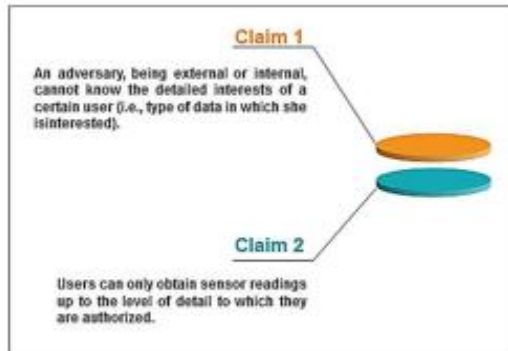 Claim 1
An adversary, being external or internal,
cannot know the detailed interests of a
certain user (i.e., type of data in which she
isinterested).
Claim 2
Users can only obtain sensor readings
up to the level of detail to which they
are authorized.